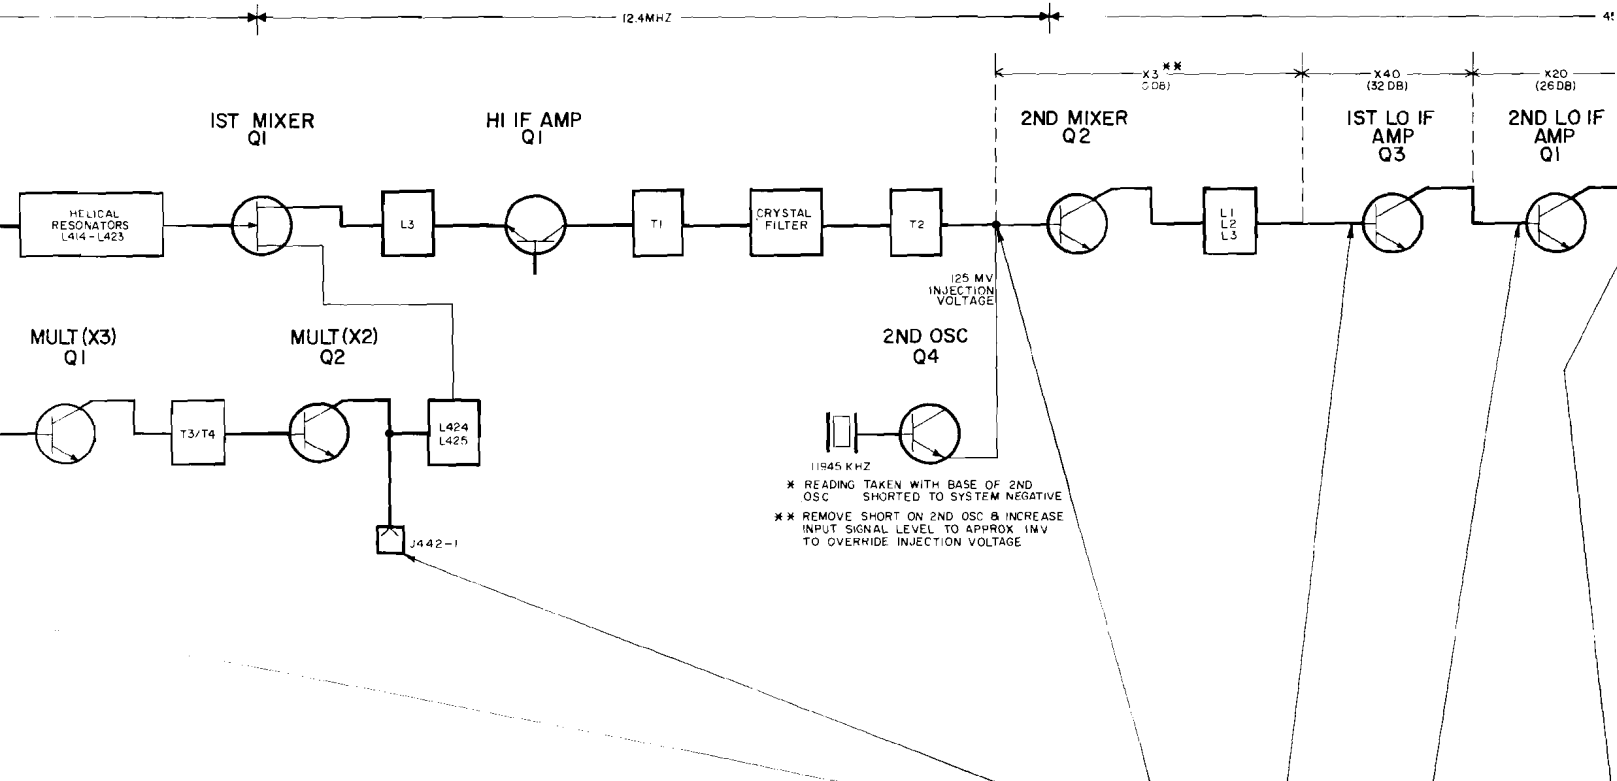 12.4MHZ
X3 **
X40
(32 DB)
X20
(26 DB)
1ST MIXER
Q1
HI IF AMP
Q1
2ND MIXER
Q2
1ST LO IF
AMP
Q3
2ND LO IF
AMP
Q1
HELICAL
RESONATORS
L414-L423
L3
T1
CRYSTAL
FILTER
T2
L1
L2
L3
125 MV
INJECTION
VOLTAGE
MULT(X3)
Q1
MULT(X2)
Q2
2ND OSC
Q4
T3/T4
L424
L425
11945 KHZ
* READING TAKEN WITH BASE OF 2ND
OSC SHORTED TO SYSTEM NEGATIVE
** REMOVE SHORT ON 2ND OSC & INCREASE
INPUT SIGNAL LEVEL TO APPROX 1MV
TO OVERRIDE INJECTION VOLTAGE
J442-1